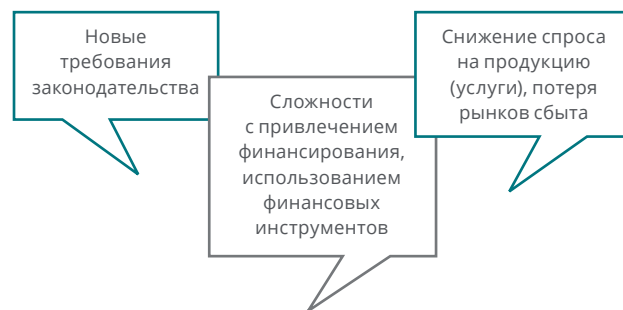 Новые
требования
законодательства
Сложности
с привлечением
финансирования,
использованием
финансовых
инструментов
Снижение спроса
на продукцию
(услуги), потеря
рынков сбыта